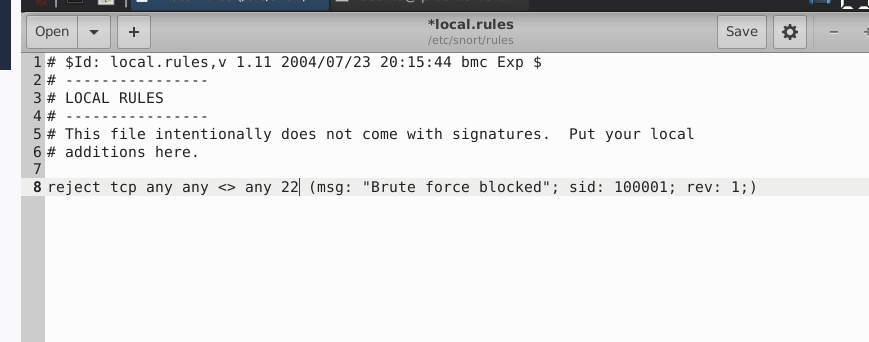 *local.rules
Open + Save
/etc/snort/rules
1 # $Id: local.rules,v 1.11 2004/07/23 20:15:44 bmc Exp $
2 # ----------------
3 # LOCAL RULES
4 # ----------------
5 # This file intentionally does not come with signatures.  Put your local
6 # additions here.
7
8 reject tcp any any <> any 22 (msg: "Brute force blocked"; sid: 100001; rev: 1;)